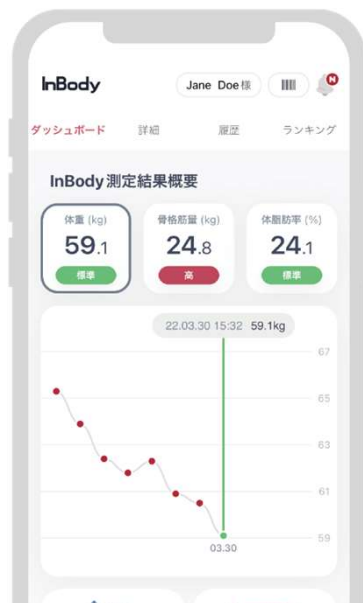 InBody
Jane Doe様
N
ダッシュボード 詳細 履歴 ランキング
InBody測定結果概要
体重 (kg) 骨格筋量 (kg) 体脂肪率 (%)
59.1 24.8 24.1
標準 高 標準
22.03.30 15:32 59.1kg
67
65
63
61
59
03.30